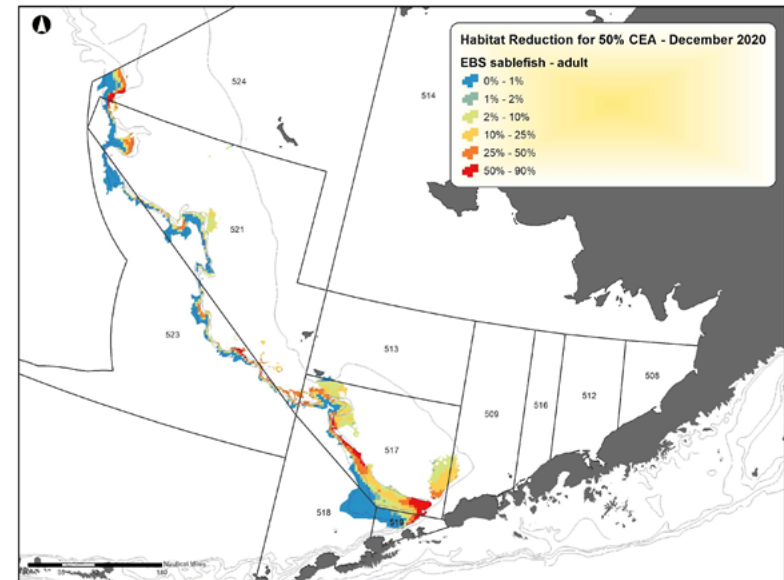 Habitat Reduction for 50% CEA - December 2020
EBS sablefish - adult
0% - 1%
1% - 2%
2% - 10%
10% - 25%
25% - 50%
50% - 90%
524
514
521
523
513
509
516
512
508
517
518
519
Nautical Miles